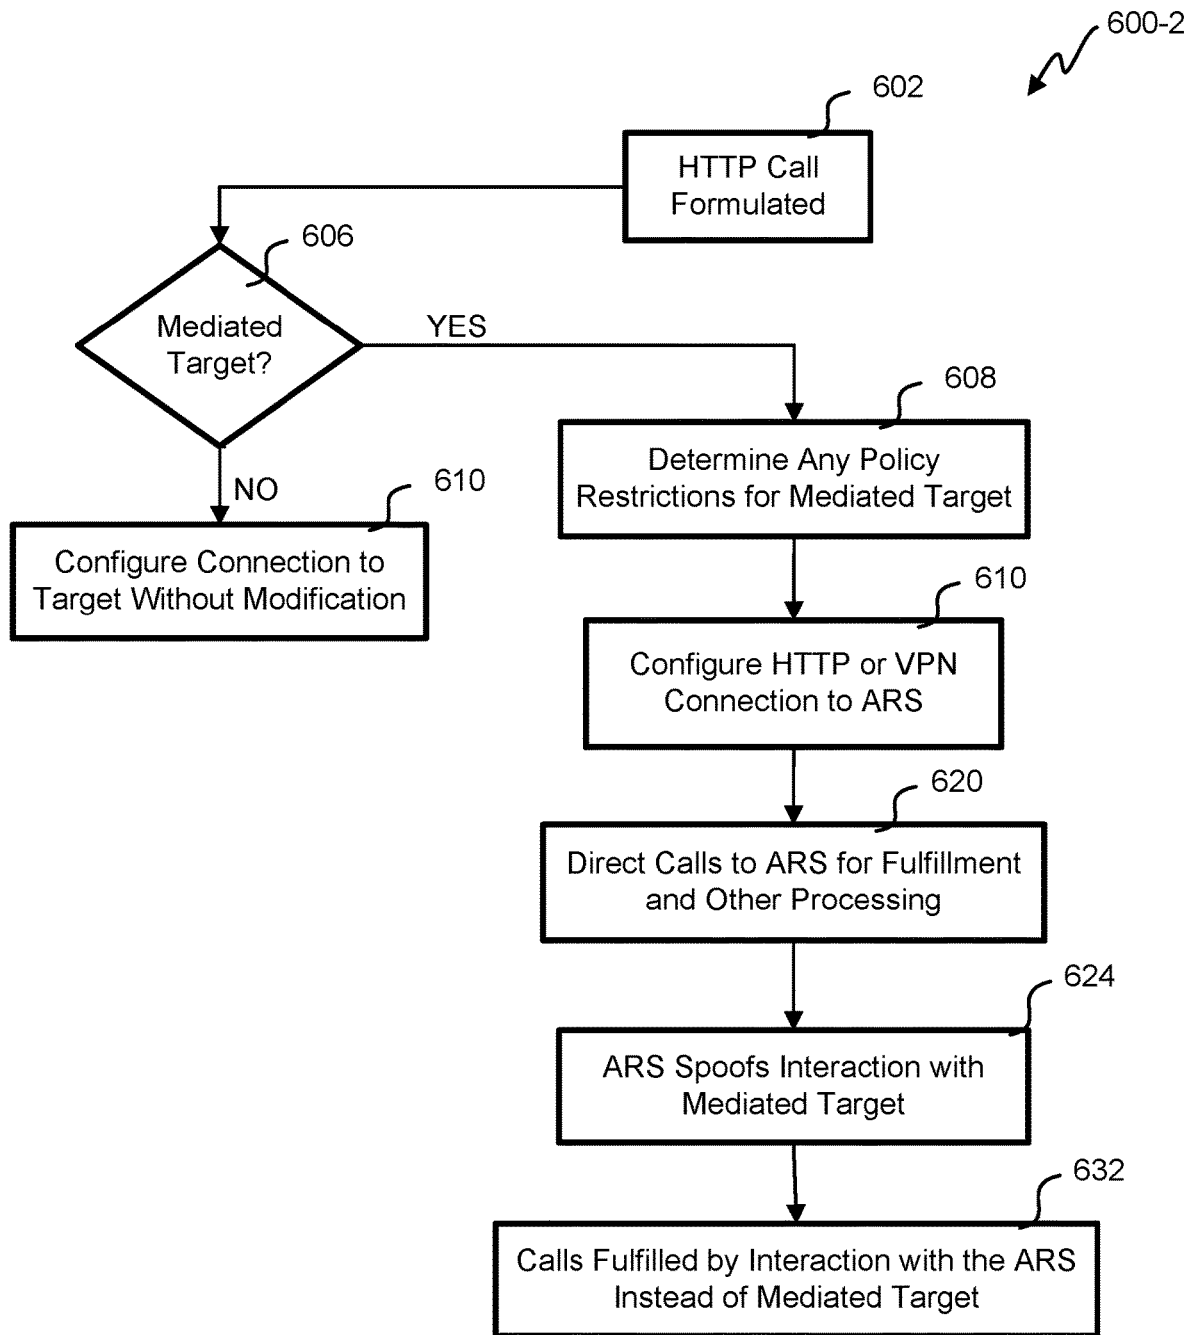 600-2
602
HTTP Call
Formulated
606
Mediated
Target?
YES
NO
608
Determine Any Policy
Restrictions for Mediated Target
610
Configure Connection to
Target Without Modification
610
Configure HTTP or VPN
Connection to ARS
620
Direct Calls to ARS for Fulfillment
and Other Processing
624
ARS Spoofs Interaction with
Mediated Target
632
Calls Fulfilled by Interaction with the ARS
Instead of Mediated Target